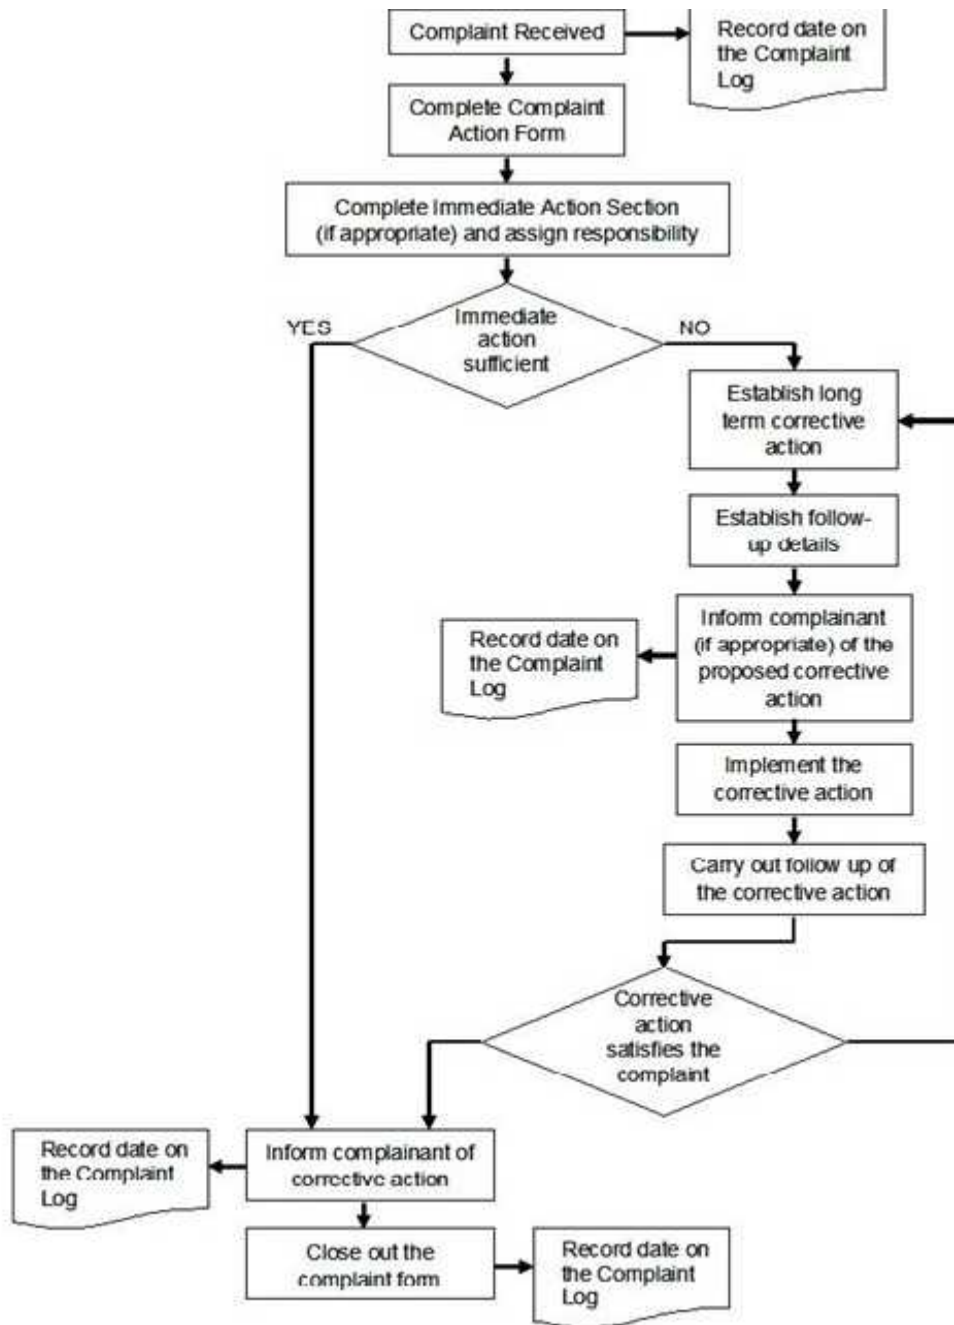 Complaint Received
Record date on
the Complaint
Log
Complete Complaint
Action Form
Complete Immediate Action Section
(if appropriate) and assign responsibility
YES
Immediate
action
sufficient
NO
Establish long
term corrective
action
Establish follow-
up details
Inform complainant
(if appropriate) of the
proposed corrective
action
Record date on
the Complaint
Log
Implement the
corrective action
Carry out follow up of
the corrective action
Corrective
action
satisfies the
complaint
Inform complainant of
corrective action
Record date on
the Complaint
Log
Close out the
complaint form
Record date on
the Complaint
Log